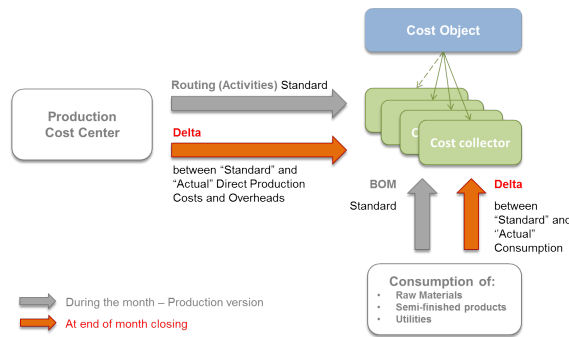 Cost Object
Routing (Activities) Standard
Production
Cost Center
Delta
between “Standard” and
“Actual” Direct Production
Costs and Overheads
C
Cost collector
BOM
Standard
Delta
between
“Standard” and
“Actual”
Consumption
Consumption of:
• Raw Materials
• Semi-finished products
• Utilities
During the month – Production version
At end of month closing